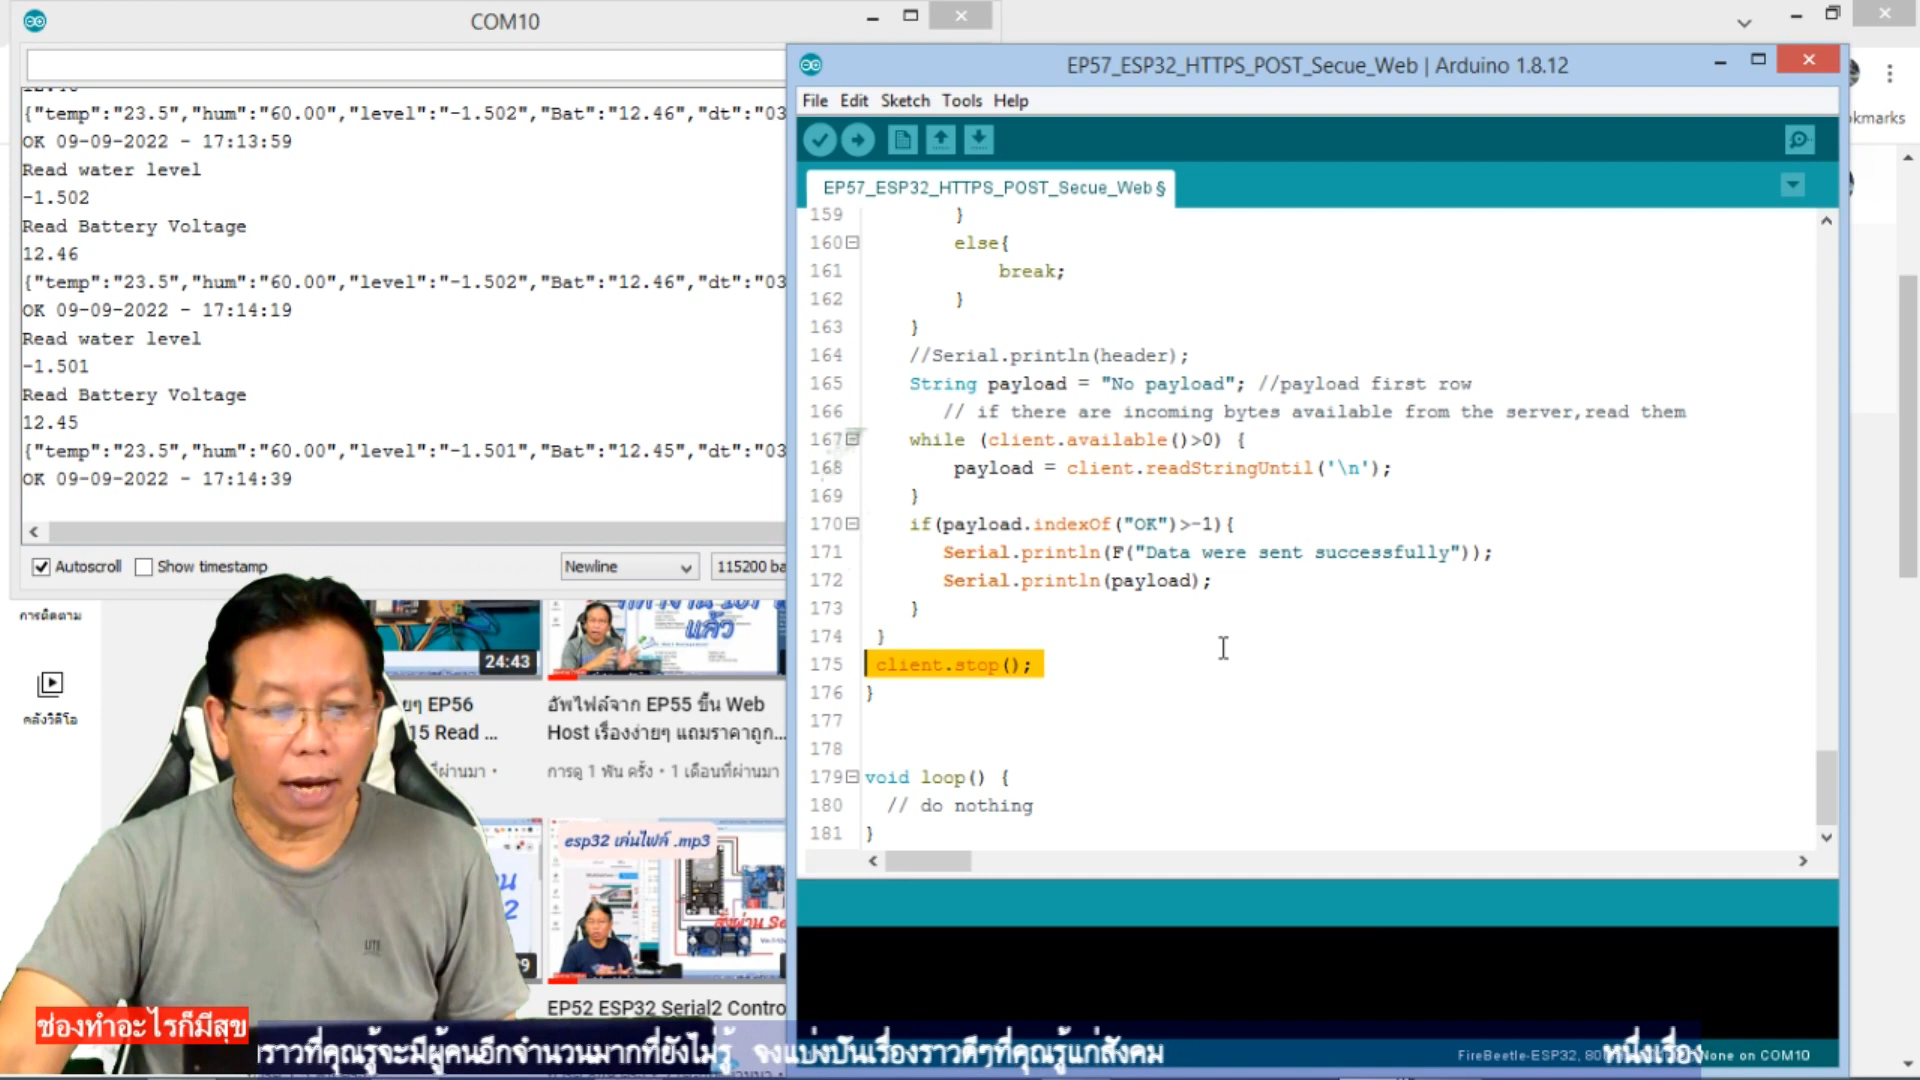 COM10
{"temp":"23.5","hum":"60.00","level":"-1.502","Bat":"12.46","dt":"03
OK 09-09-2022 - 17:13:59
Read water level
-1.502
Read Battery Voltage
12.46
{"temp":"23.5","hum":"60.00","level":"-1.502","Bat":"12.46","dt":"03
OK 09-09-2022 - 17:14:19
Read water level
-1.501
Read Battery Voltage
12.45
{"temp":"23.5","hum":"60.00","level":"-1.501","Bat":"12.45","dt":"03
OK 09-09-2022 - 17:14:39
Autoscroll
Show timestamp
Newline
115200 ba
EP57_ESP32_HTTPS_POST_Secue_Web | Arduino 1.8.12
File Edit Sketch Tools Help
okmarks
EP57_ESP32_HTTPS_POST_Secue_Web §
159 }
160 else{
161 break;
162 }
163 }
164 //Serial.println(header);
165 String payload = "No payload"; //payload first row
166 // if there are incoming bytes available from the server,read them
167 while (client.available()>0) {
168 payload = client.readStringUntil('\n');
169 }
170 if(payload.indexOf("OK")>-1){
171 Serial.println(F("Data were sent successfully"));
172 Serial.println(payload);
173 }
174 }
175 client.stop();
176 }
177
178
179 void loop() {
180 // do nothing
181 }
การติดตาม
คลังวิดีโอ
24:43
แล้ว
ยๆ EP56
15 Read ...
ที่ผ่านมา •
อัพไฟล์จาก EP55 ขึ้น Web
Host เรื่องง่ายๆ แถมราคาถูก...
การดู 1 พัน ครั้ง • 1 เดือนที่ผ่านมา
esp32 เล่นไฟล์ .mp3
EP52 ESP32 Serial2 Contro
ช่องทำอะไรก็มีสุข
ราวที่คุณรู้จะมีผู้คนอีกจำนวนมากที่ยังไม่รู้ จงแบ่งปันเรื่องราวดีๆที่คุณรู้แก่สังคม
หนึ่งเรื่อง
FireBeetle-ESP32, 80
None on COM10